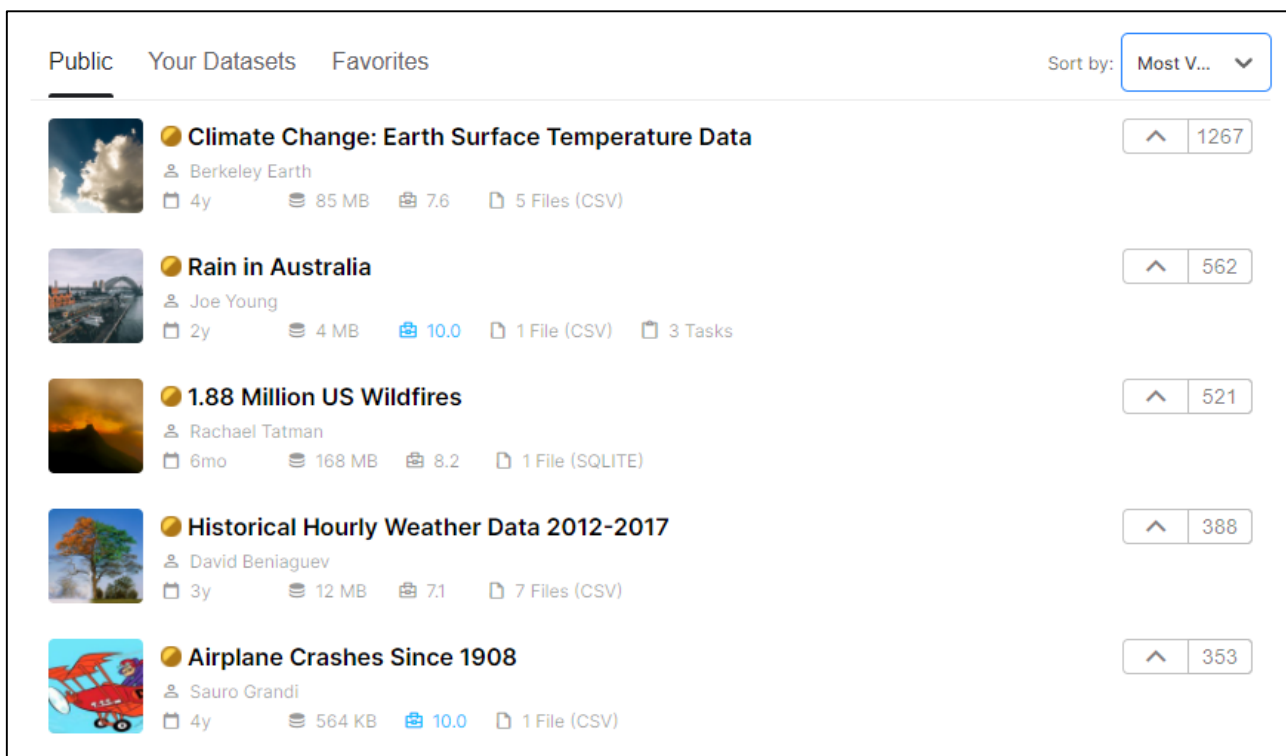 Public Your Datasets Favorites Sort by: Most V...
Climate Change: Earth Surface Temperature Data 1267
Berkeley Earth
4y 85 MB 7.6 5 Files (CSV)
Rain in Australia 562
Joe Young
2y 4 MB 10.0 1 File (CSV) 3 Tasks
1.88 Million US Wildfires 521
Rachael Tatman
6mo 168 MB 8.2 1 File (SQLITE)
Historical Hourly Weather Data 2012-2017 388
David Beniaguev
3y 12 MB 7.1 7 Files (CSV)
Airplane Crashes Since 1908 353
Sauro Grandi
4y 564 KB 10.0 1 File (CSV)